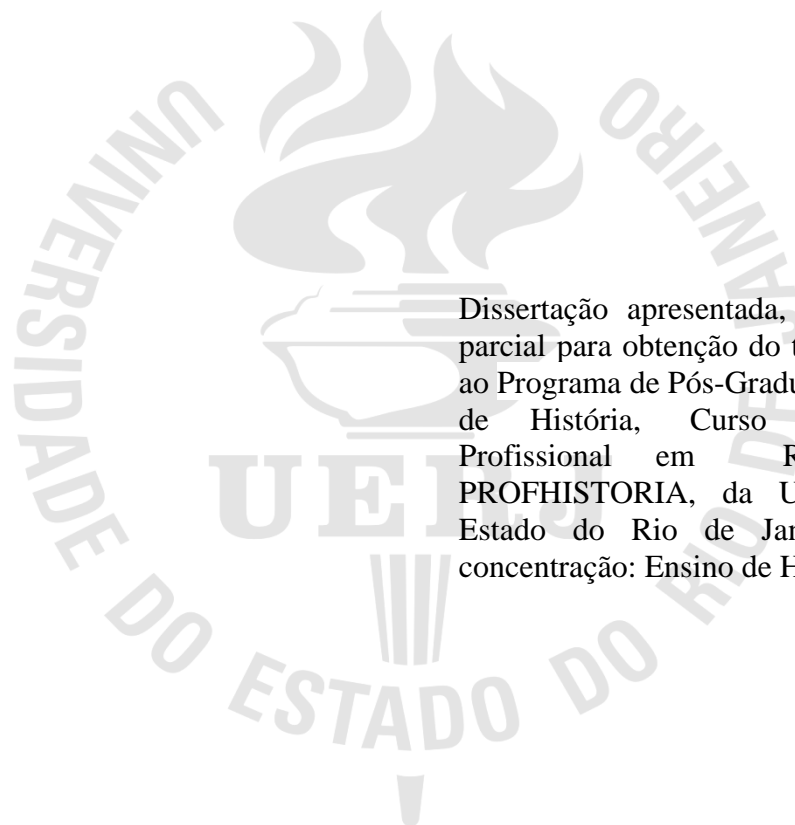 UNIVERSIDADE DO ESTADO DO RIO DE JANEIRO
UERJ
Dissertação apresentada,
parcial para obtenção do
ao Programa de Pós-Gradu
de História, Curso
Profissional em R
PROFHISTORIA, da U
Estado do Rio de Jan
concentração: Ensino de H